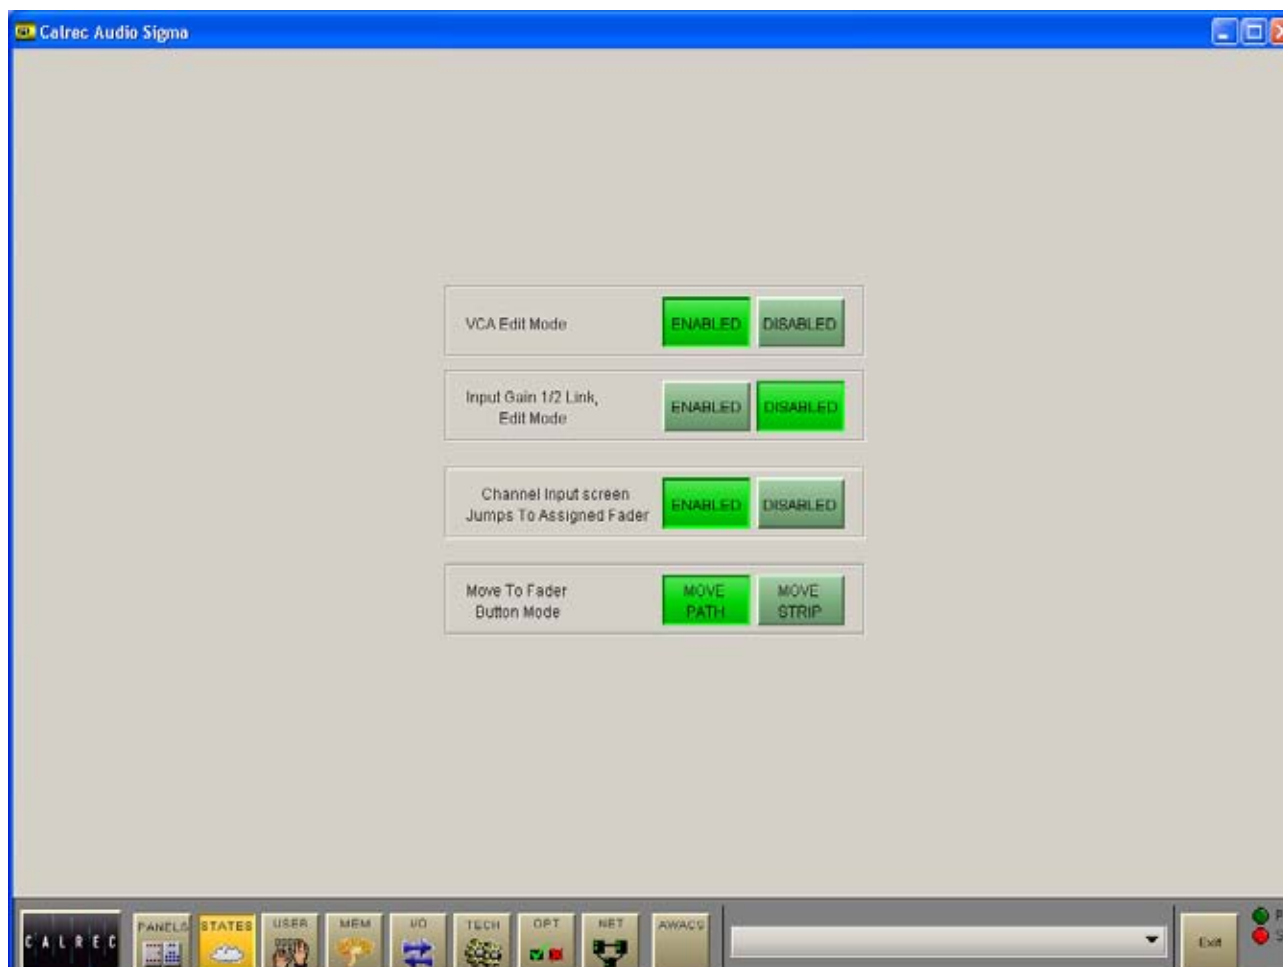 Calrec Audio Sigma
VCA Edit Mode
ENABLED
DISABLED
Input Gain 1/2 Link,
Edit Mode
ENABLED
DISABLED
Channel Input screen
Jumps To Assigned Fader
ENABLED
DISABLED
Move To Fader
Button Mode
MOVE
PATH
MOVE
STRIP
CALREC
PANELS
STATES
USER
MEM
I/O
TECH
OPT
NET
AWACS
Exit